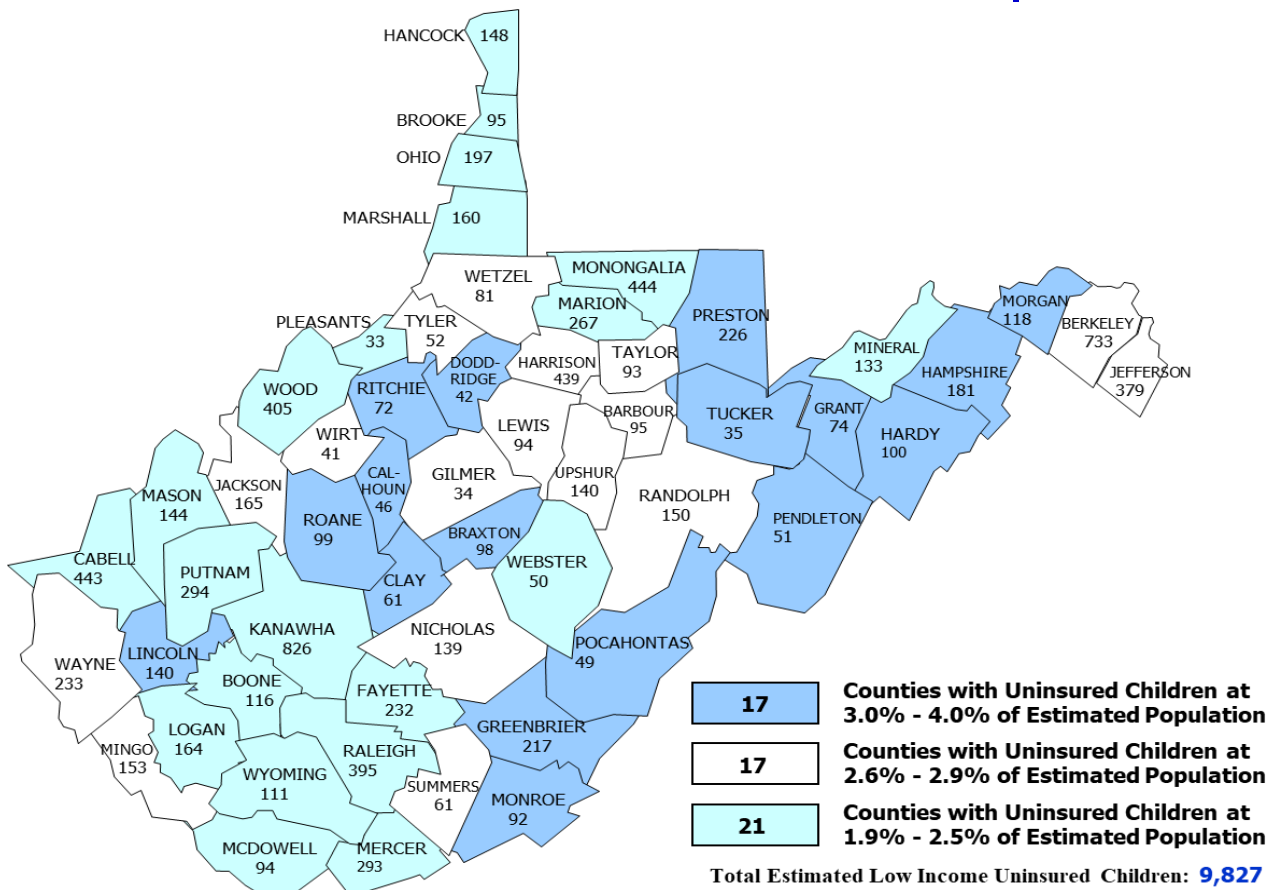 HANCOCK 148
BROOKE 95
OHIO 197
MARSHALL 160
WETZEL
81
MONONGALIA
444
MARION
267
PRESTON
226
PLEASANTS
33
TYLER
52
DODD-
RIDGE
42
HARRISON
439
TAYLOR
93
MORGAN
118
BERKELEY
733
JEFFERSON
379
MINERAL
133
HAMPSHIRE
181
WOOD
405
RITCHIE
72
BARBOUR
95
TUCKER
35
GRANT
74
HARDY
100
WIRT
41
LEWIS
94
CAL-
HOUN
46
GILMER
34
UPSHUR
140
RANDOLPH
150
JACKSON
165
MASON
144
ROANE
99
BRAXTON
98
PENDLETON
51
CABELL
443
PUTNAM
294
CLAY
61
WEBSTER
50
KANAWHA
826
NICHOLAS
139
POCAHONTAS
49
WAYNE
233
LINCOLN
140
BOONE
116
FAYETTE
232
GREENBRIER
217
LOGAN
164
MINGO
153
RALEIGH
395
WYOMING
111
SUMMERS
61
MONROE
92
MCDOWELL
94
MERCER
293
17 Counties with Uninsured Children at
3.0% - 4.0% of Estimated Population
17 Counties with Uninsured Children at
2.6% - 2.9% of Estimated Population
21 Counties with Uninsured Children at
1.9% - 2.5% of Estimated Population
Total Estimated Low Income Uninsured Children: 9,827